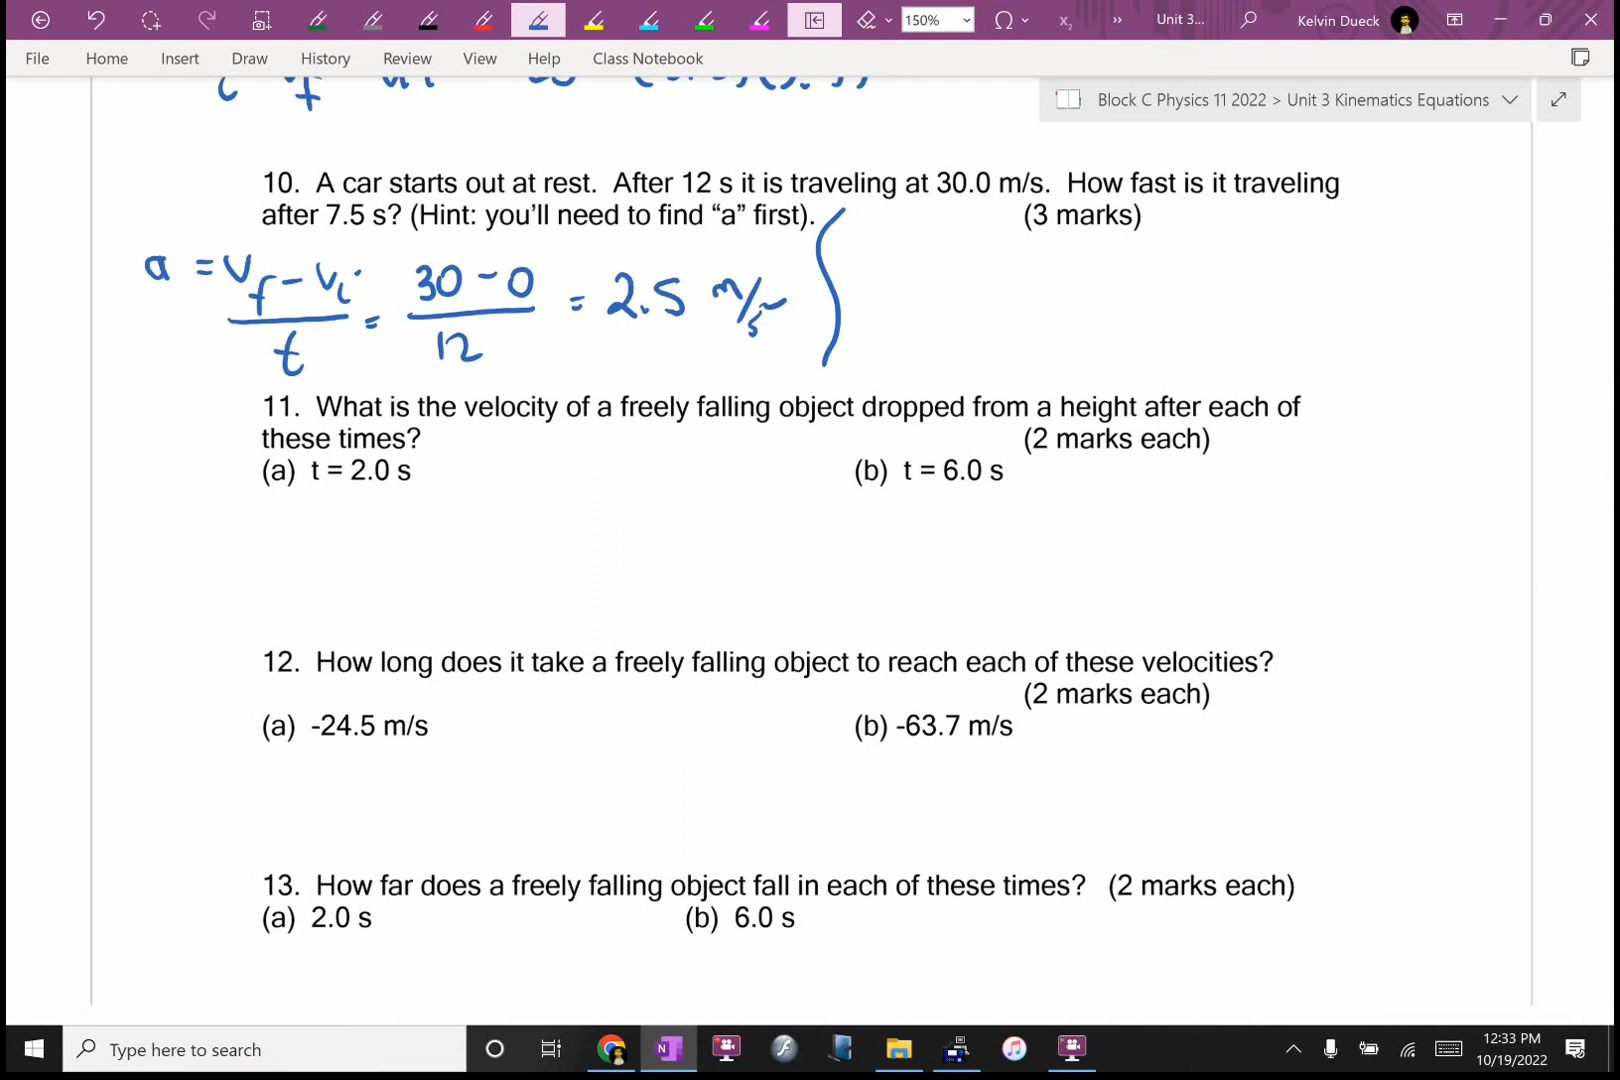 150%
Unit 3...
Kelvin Dueck
File Home Insert Draw History Review View Help Class Notebook
Block C Physics 11 2022 > Unit 3 Kinematics Equations
10. A car starts out at rest. After 12 s it is traveling at 30.0 m/s. How fast is it traveling
after 7.5 s? (Hint: you'll need to find “a” first). (3 marks)
a = vf - vi / t = 30 - 0 / 12 = 2.5 m/s²
11. What is the velocity of a freely falling object dropped from a height after each of
these times? (2 marks each)
(a) t = 2.0 s (b) t = 6.0 s
12. How long does it take a freely falling object to reach each of these velocities?
(2 marks each)
(a) -24.5 m/s (b) -63.7 m/s
13. How far does a freely falling object fall in each of these times? (2 marks each)
(a) 2.0 s (b) 6.0 s
Type here to search
12:33 PM
10/19/2022